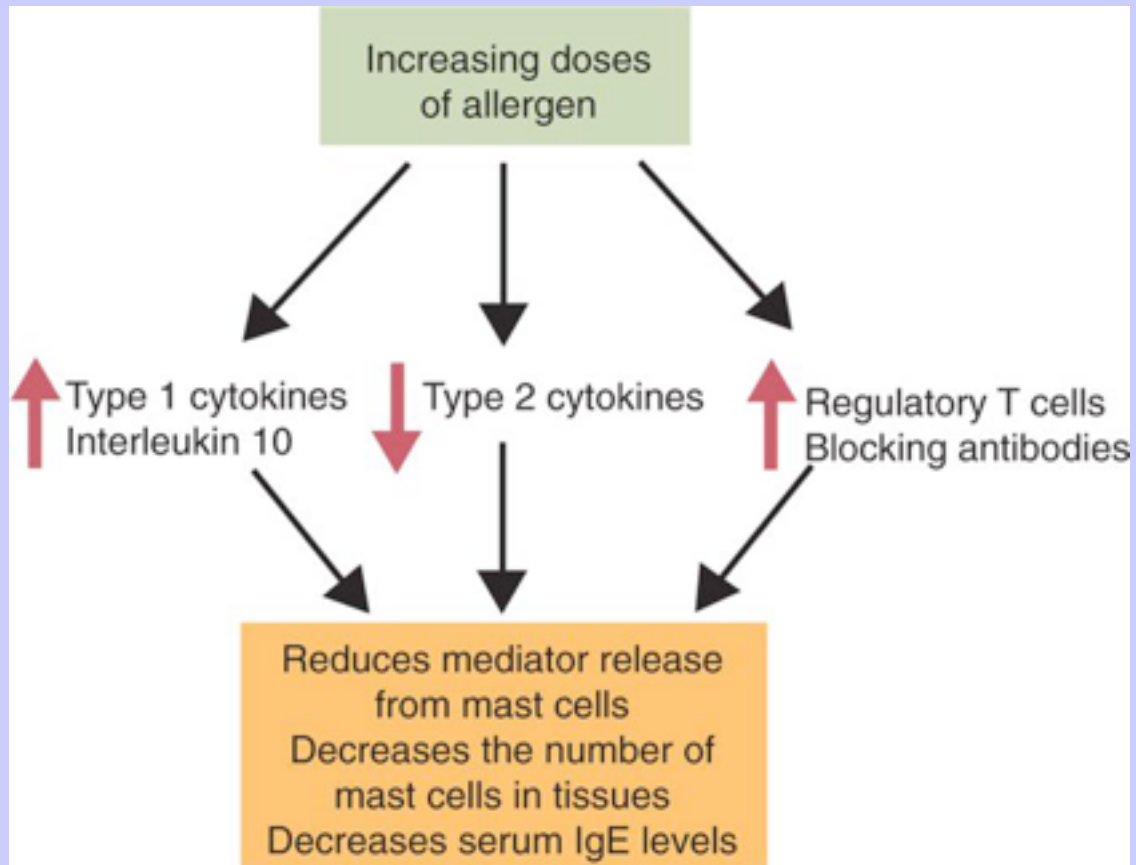 Increasing doses
of allergen
Type 1 cytokines
Interleukin 10
Type 2 cytokines
Regulatory T cells
Blocking antibodies
Reduces mediator release
from mast cells
Decreases the number of
mast cells in tissues
Decreases serum IgE levels